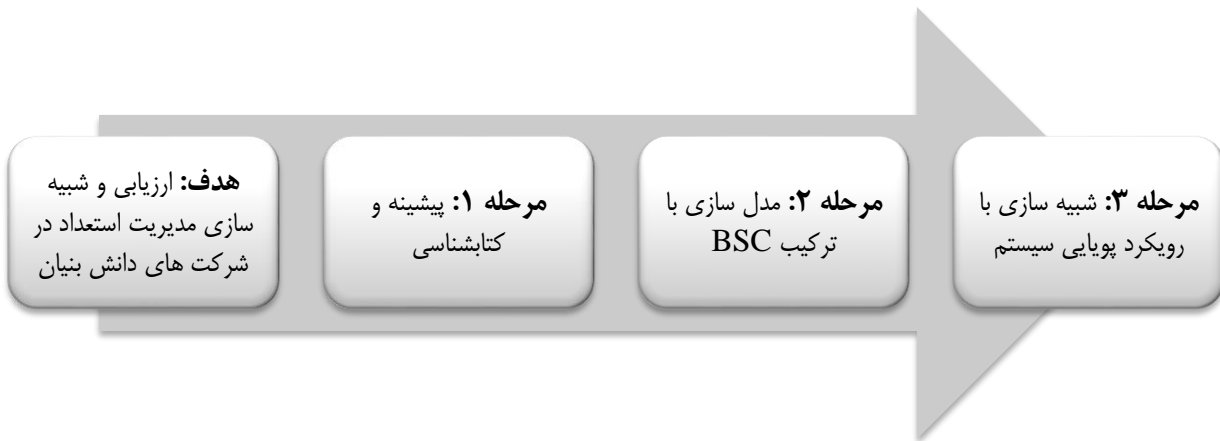 هدف: ارزیابی و شبیه
سازی مدیریت استعداد در
شرکت های دانش بنیان
مرحله ۱: پیشینه و
کتابشناسی
مرحله ۲: مدل سازی با
ترکیب BSC
مرحله ۳: شبیه سازی با
رویکرد پویایی سیستم